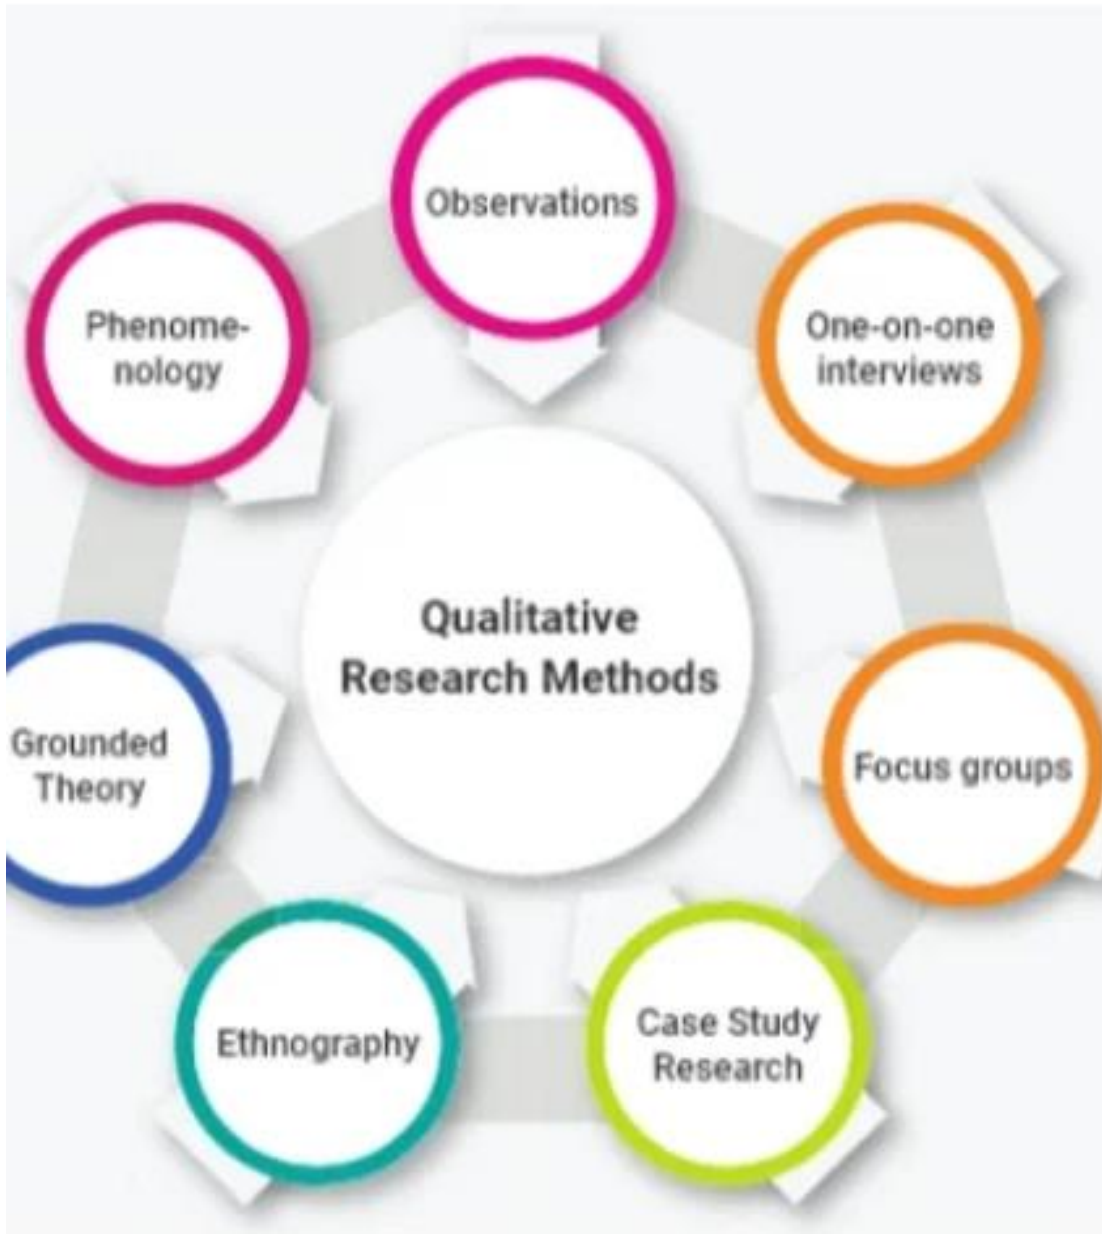 Observations
One-on-one
interviews
Phenome-
nology
Qualitative
Research Methods
Focus groups
Grounded
Theory
Case Study
Research
Ethnography